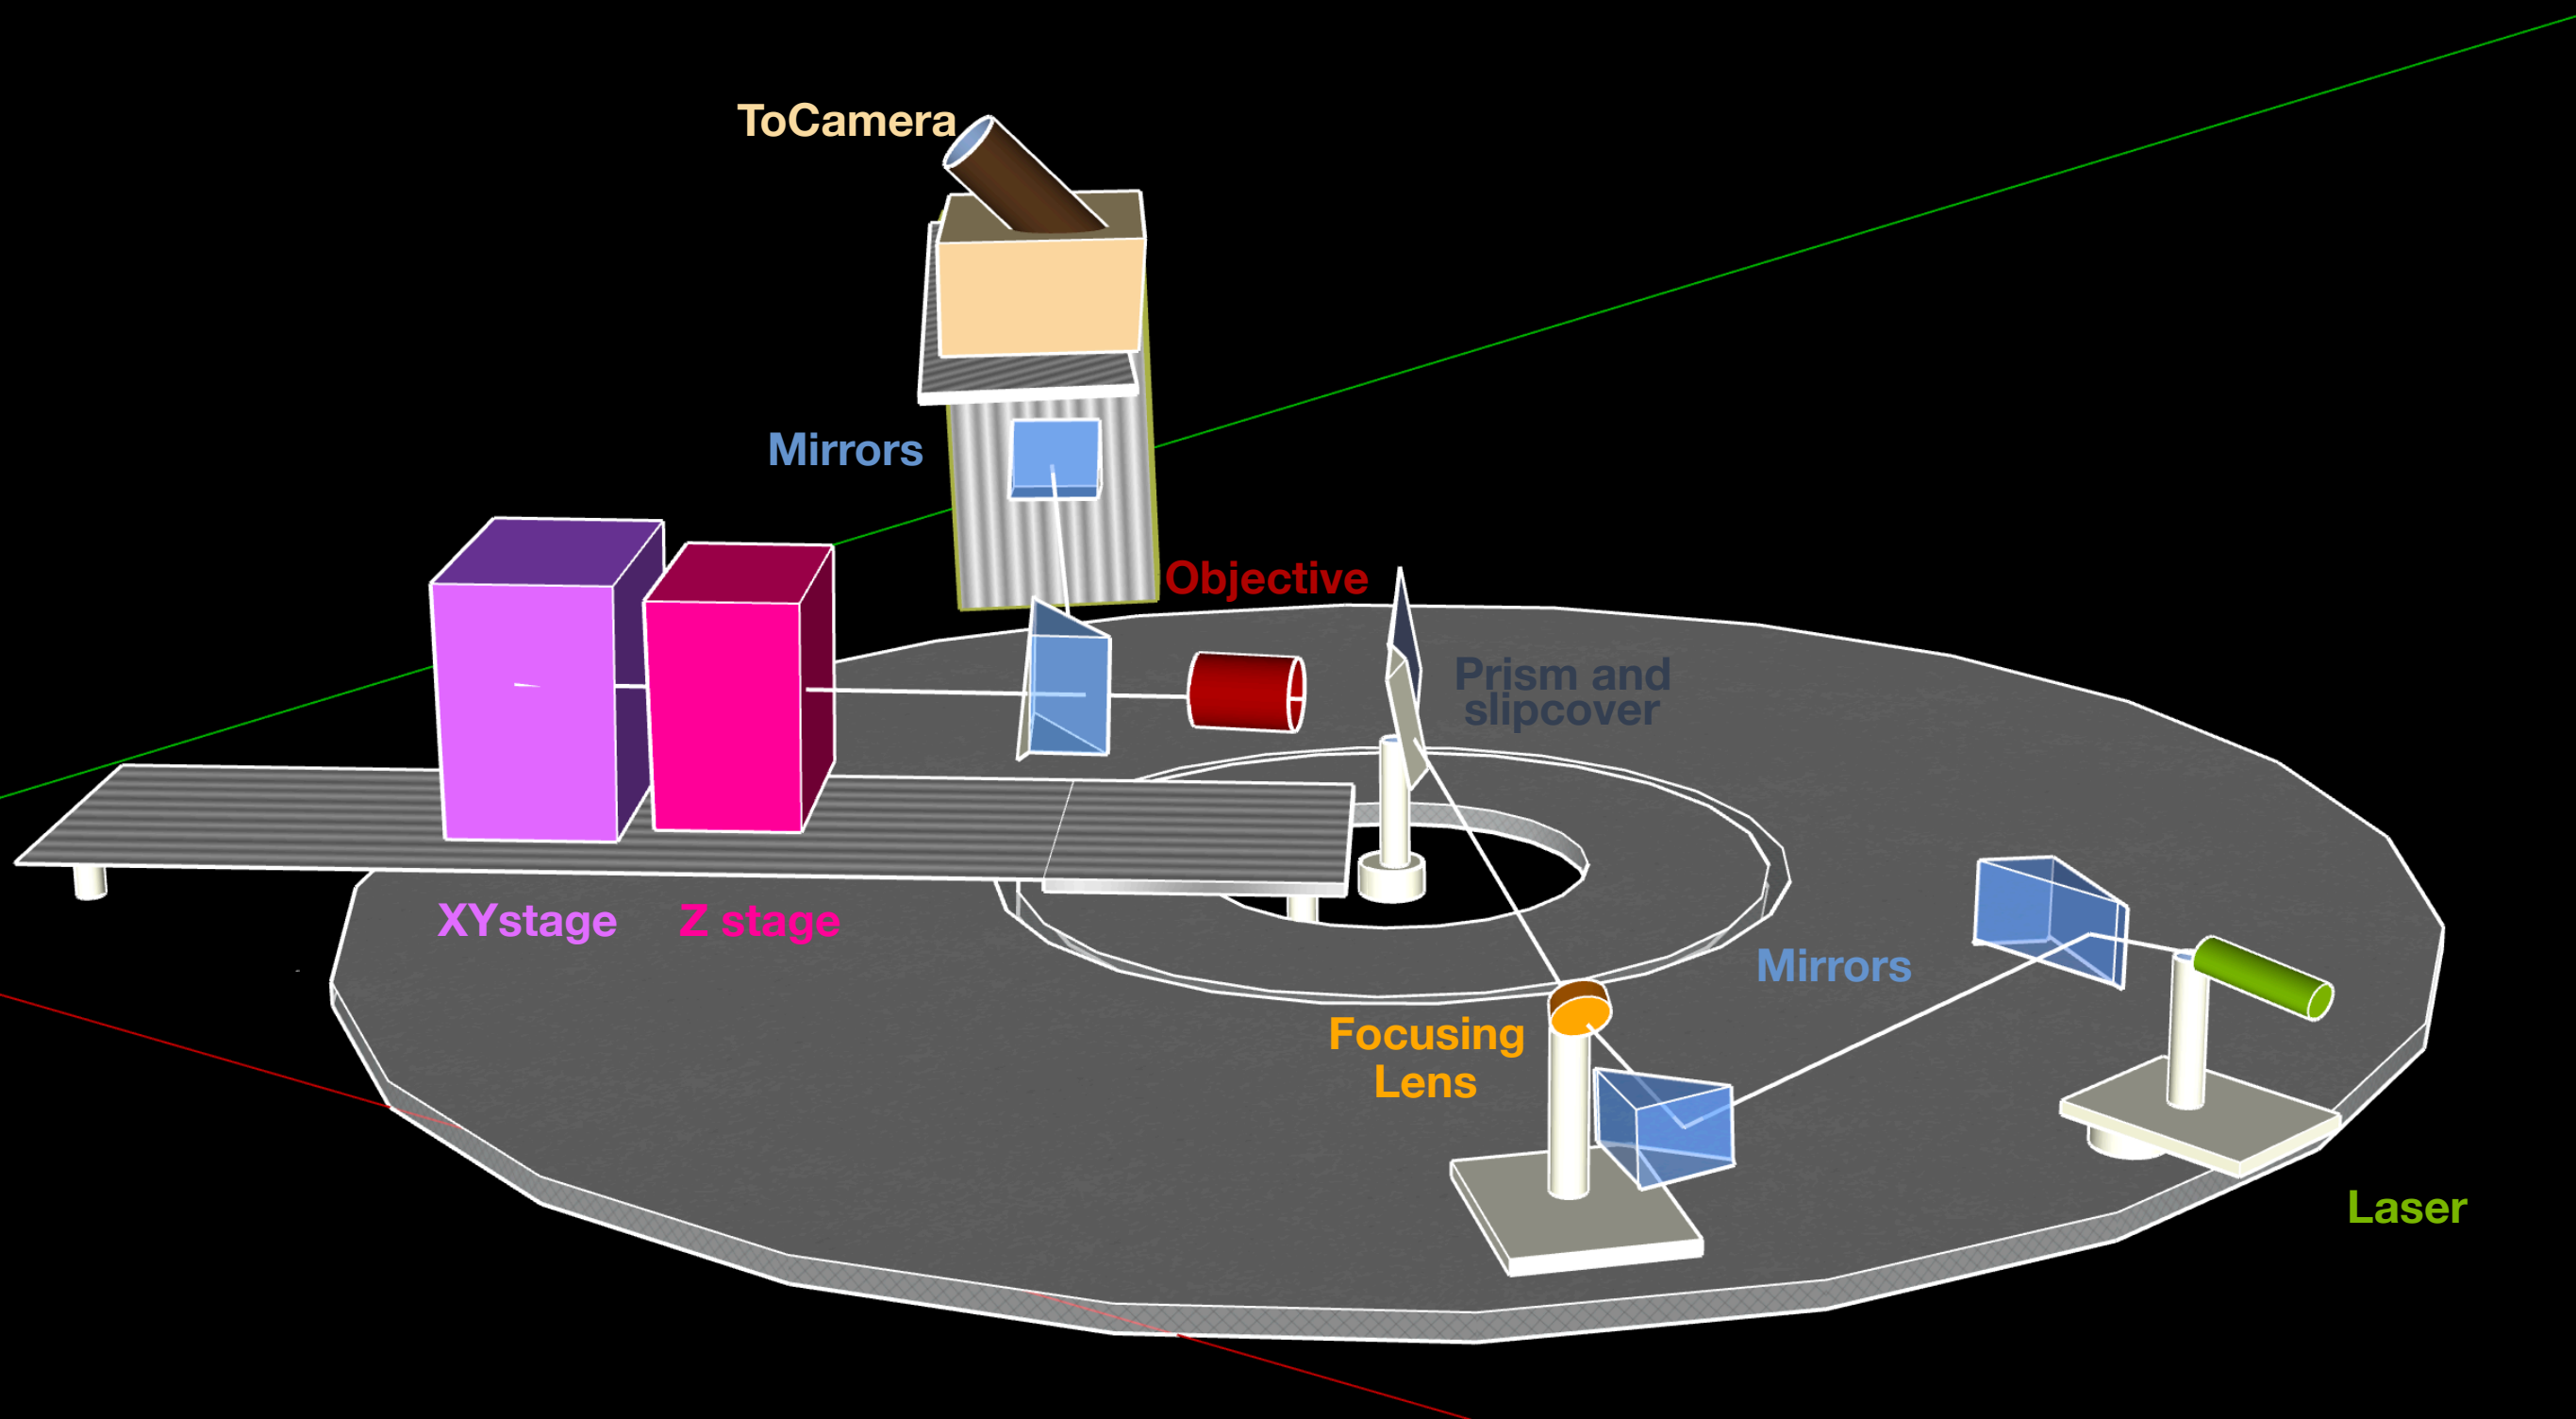 ToCamera
Mirrors
Objective
Prism and
slipcover
XYstage
Z stage
Mirrors
Focusing
Lens
Laser